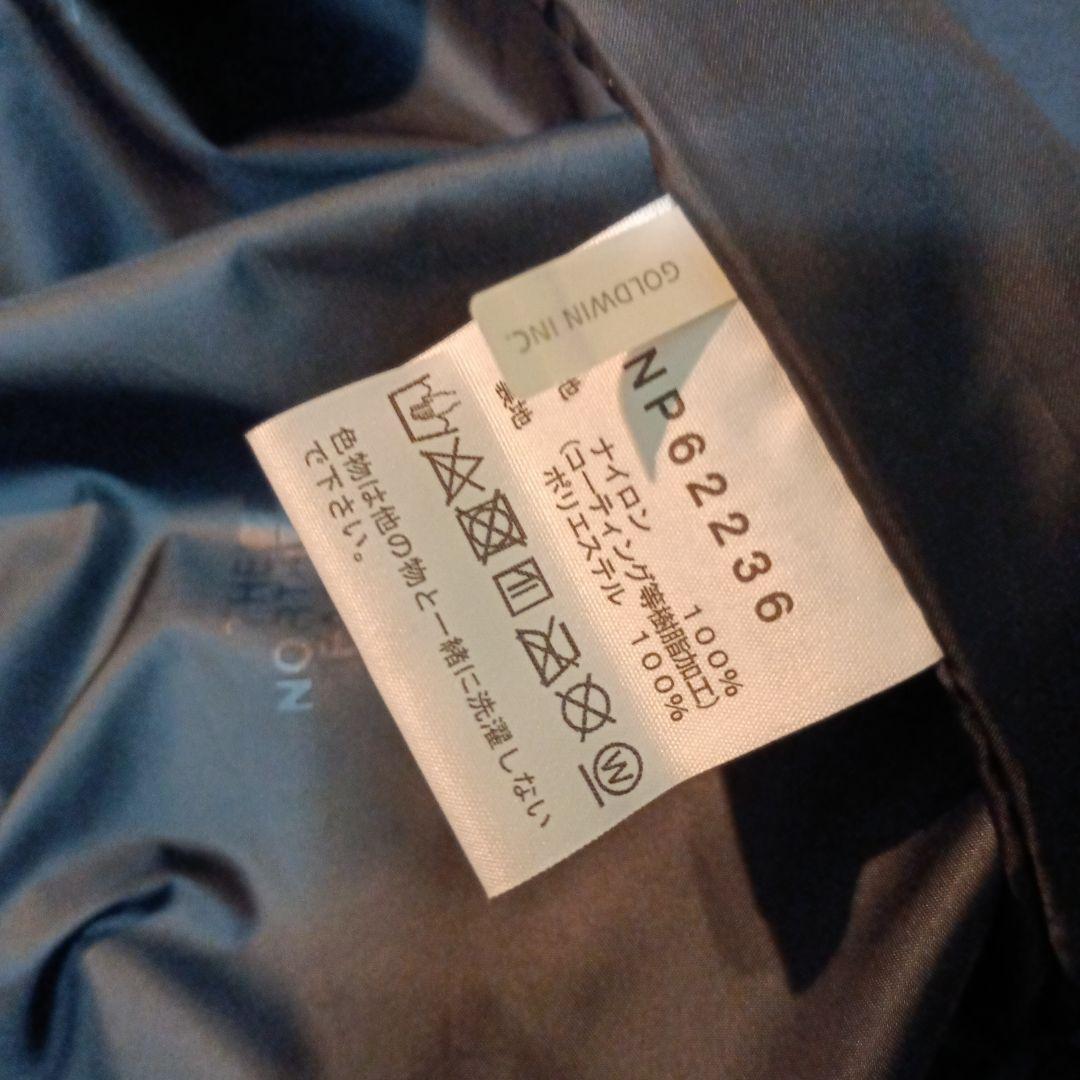 GOLDWIN INC.
NP62236
表地
ナイロン 100%
(コーティング等樹脂加工)
ポリエステル 100%
W
色物は他の物と一緒に洗濯しない
で下さい。
THE
NOR